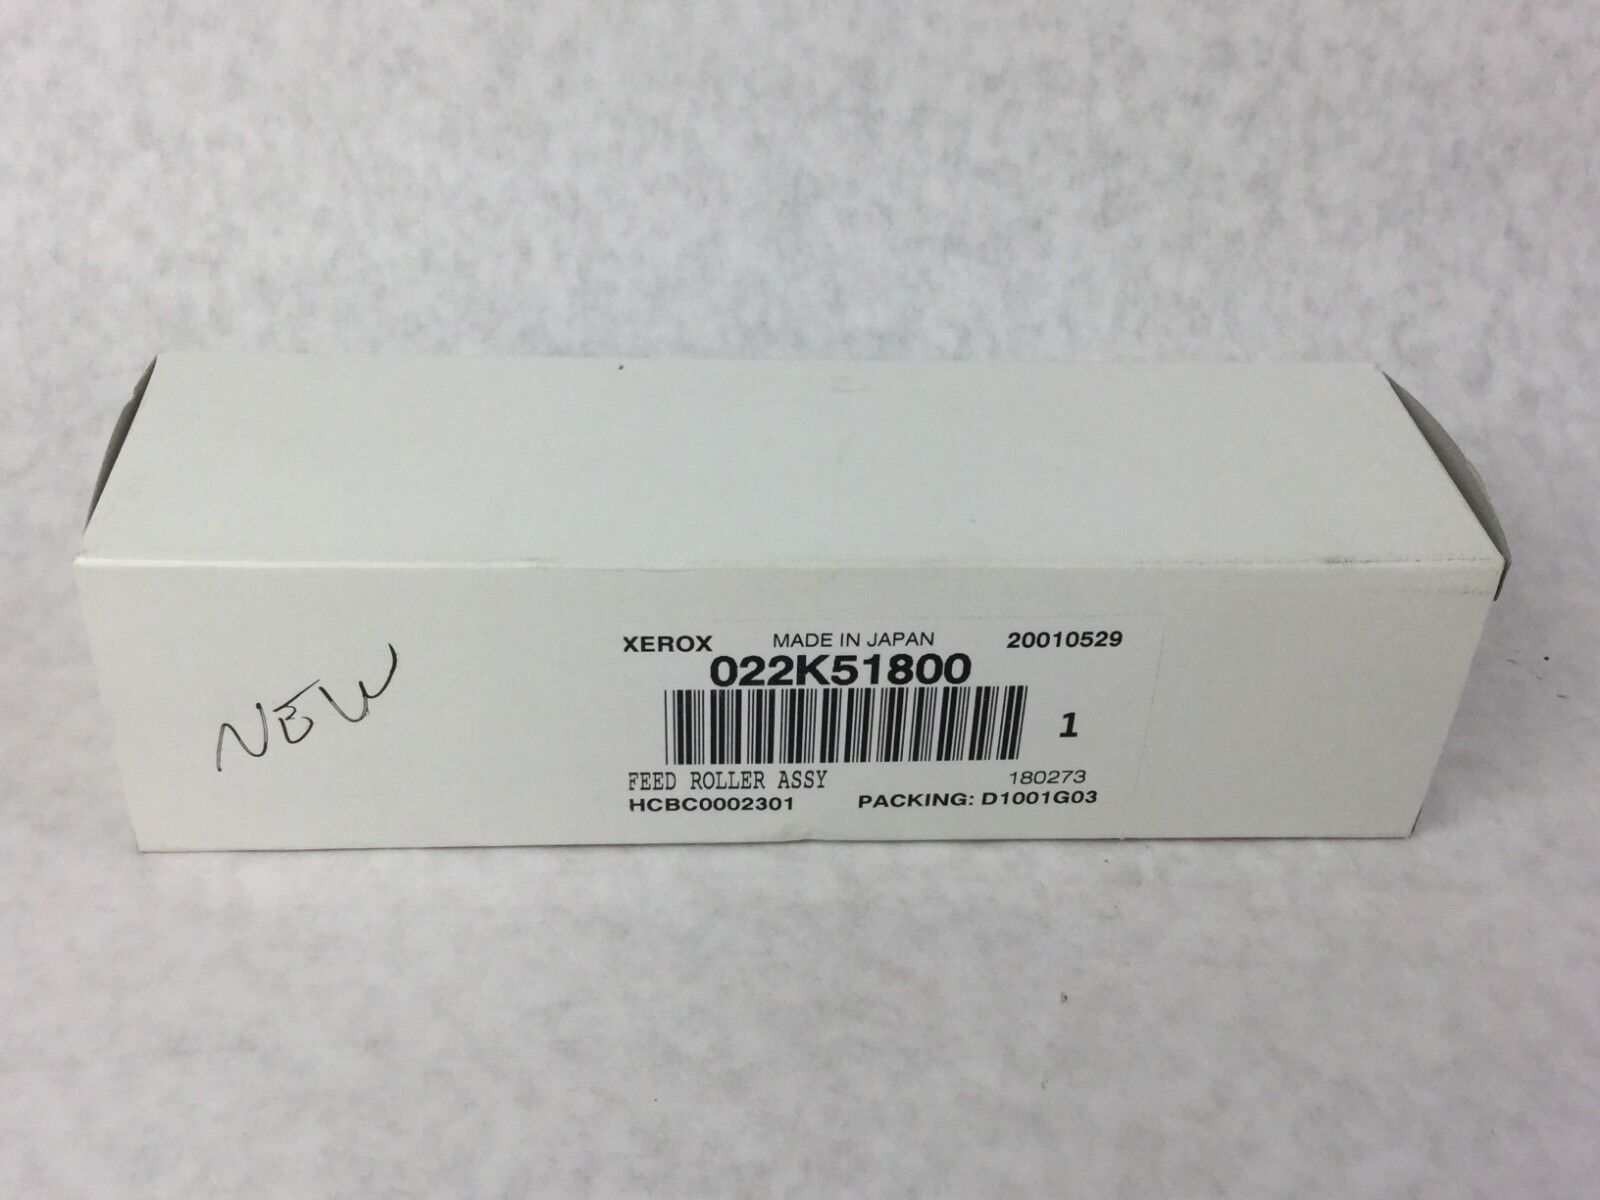 NEW
XEROX MADE IN JAPAN 20010529
022K51800
1
FEED ROLLER ASSY 180273
HCBC0002301 PACKING: D1001G03